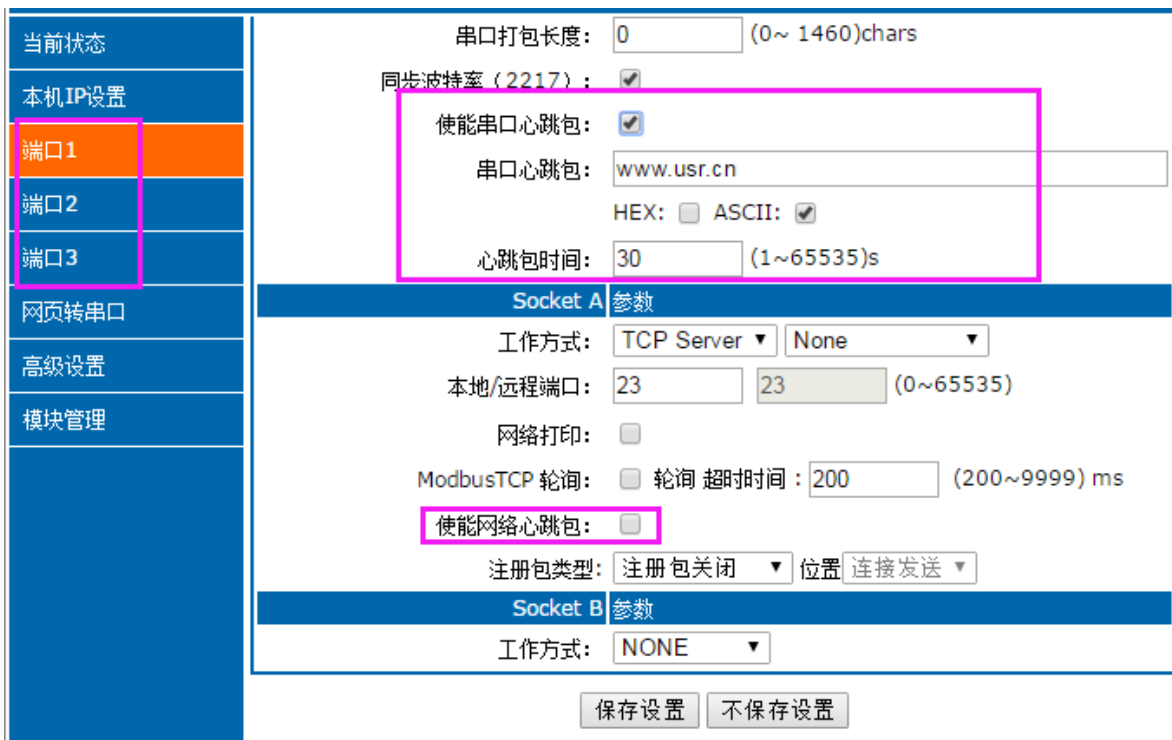 当前状态
本机IP设置
端口1
端口2
端口3
网页转串口
高级设置
模块管理
串口打包长度: 0 (0~ 1460)chars
同步波特率（2217）:
使能串口心跳包:
串口心跳包: www.usr.cn
HEX: ASCII:
心跳包时间: 30 (1~65535)s
Socket A 参数
工作方式: TCP Server None
本地/远程端口: 23 23 (0~65535)
网络打印:
ModbusTCP 轮询: 轮询 超时时间 : 200 (200~9999) ms
使能网络心跳包:
注册包类型: 注册包关闭 位置 连接发送
Socket B 参数
工作方式: NONE
保存设置 不保存设置